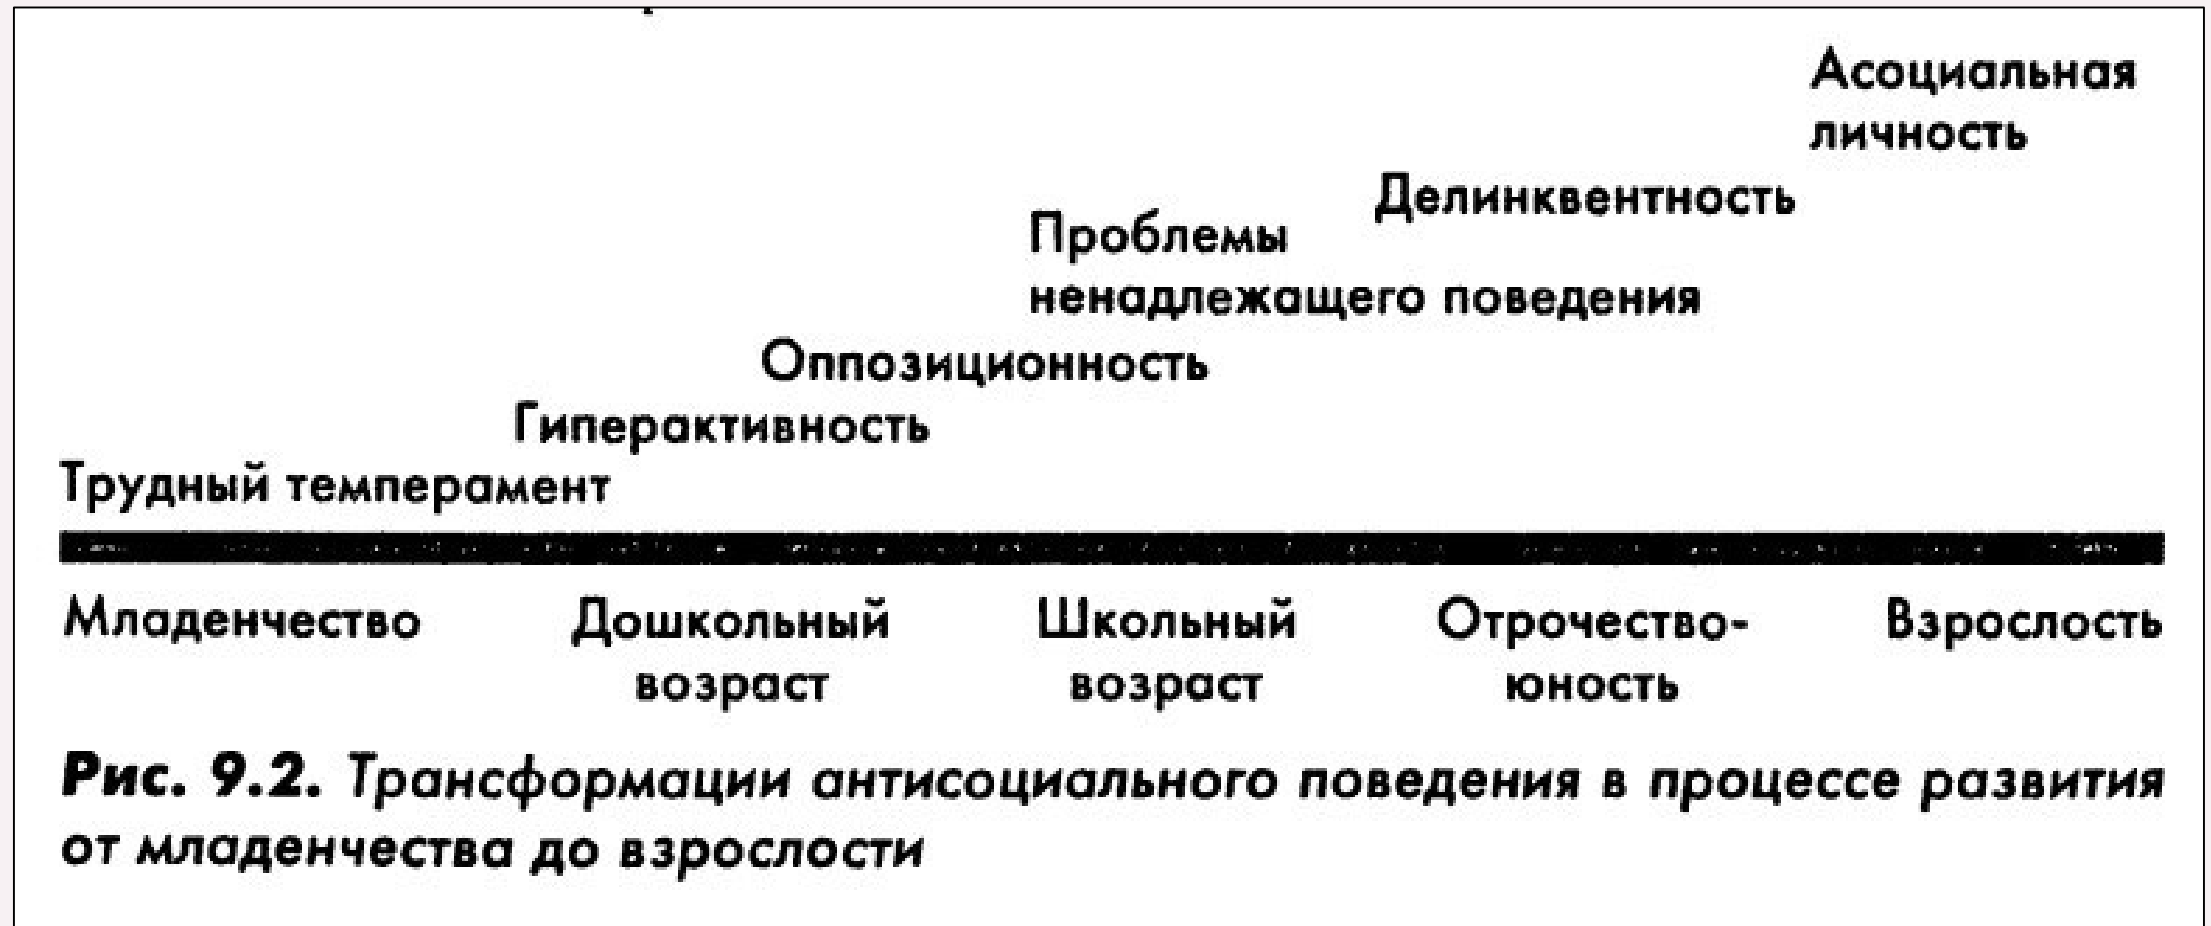 Асоциальная
личность
Делинквентность
Проблемы
ненадлежащего поведения
Оппозиционность
Гиперактивность
Трудный темперамент
Младенчество
Дошкольный
возраст
Школьный
возраст
Отрочество-
юность
Взрослость
Рис. 9.2. Трансформации антисоциального поведения в процессе развития
от младенчества до взрослости